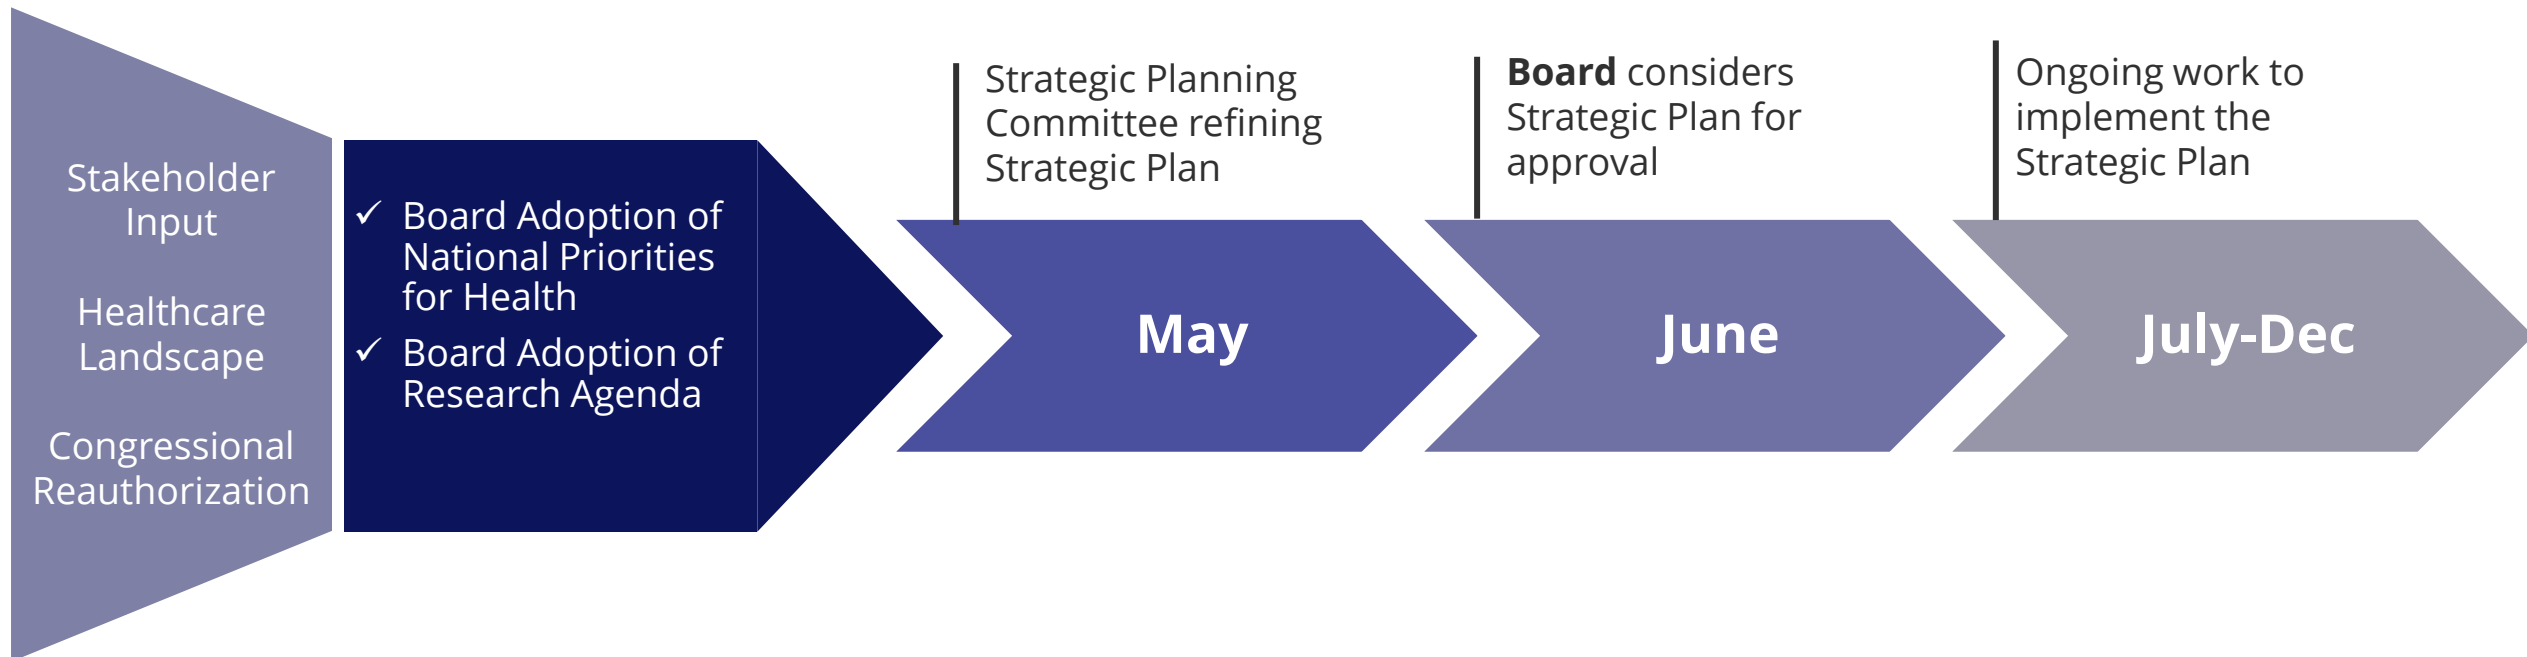 Stakeholder
Input
Healthcare
Landscape
Congressional
Reauthorization
✓ Board Adoption of
National Priorities
for Health
✓ Board Adoption of
Research Agenda
Strategic Planning
Committee refining
Strategic Plan
May
Board considers
Strategic Plan for
approval
June
Ongoing work to
implement the
Strategic Plan
July-Dec